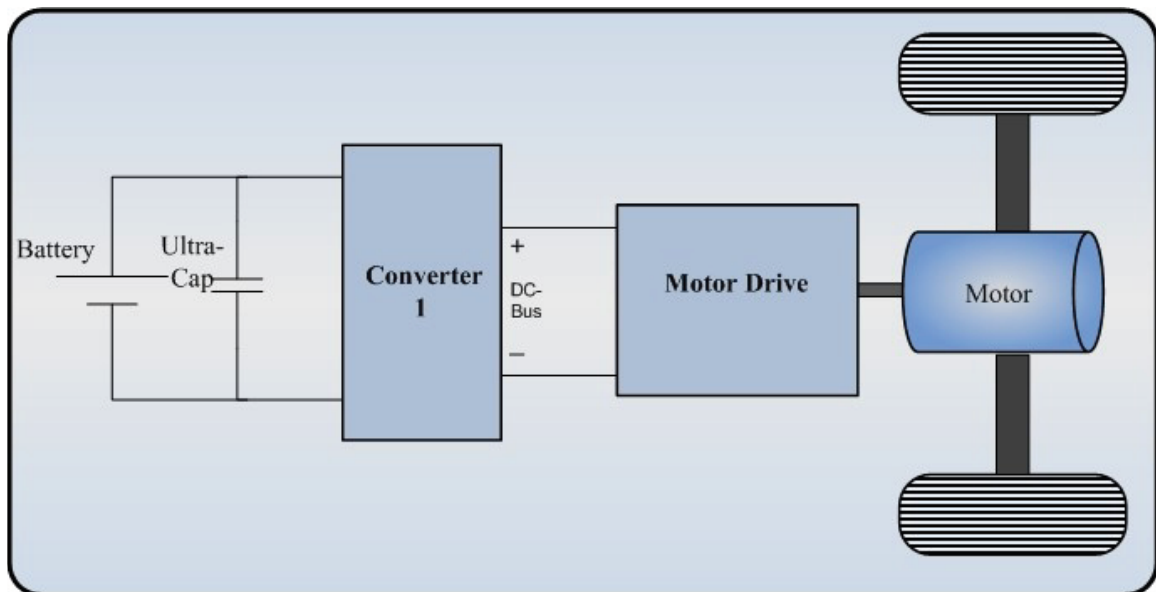 Battery
Ultra-
Cap
Converter
1
+
DC-
Bus
–
Motor Drive
Motor